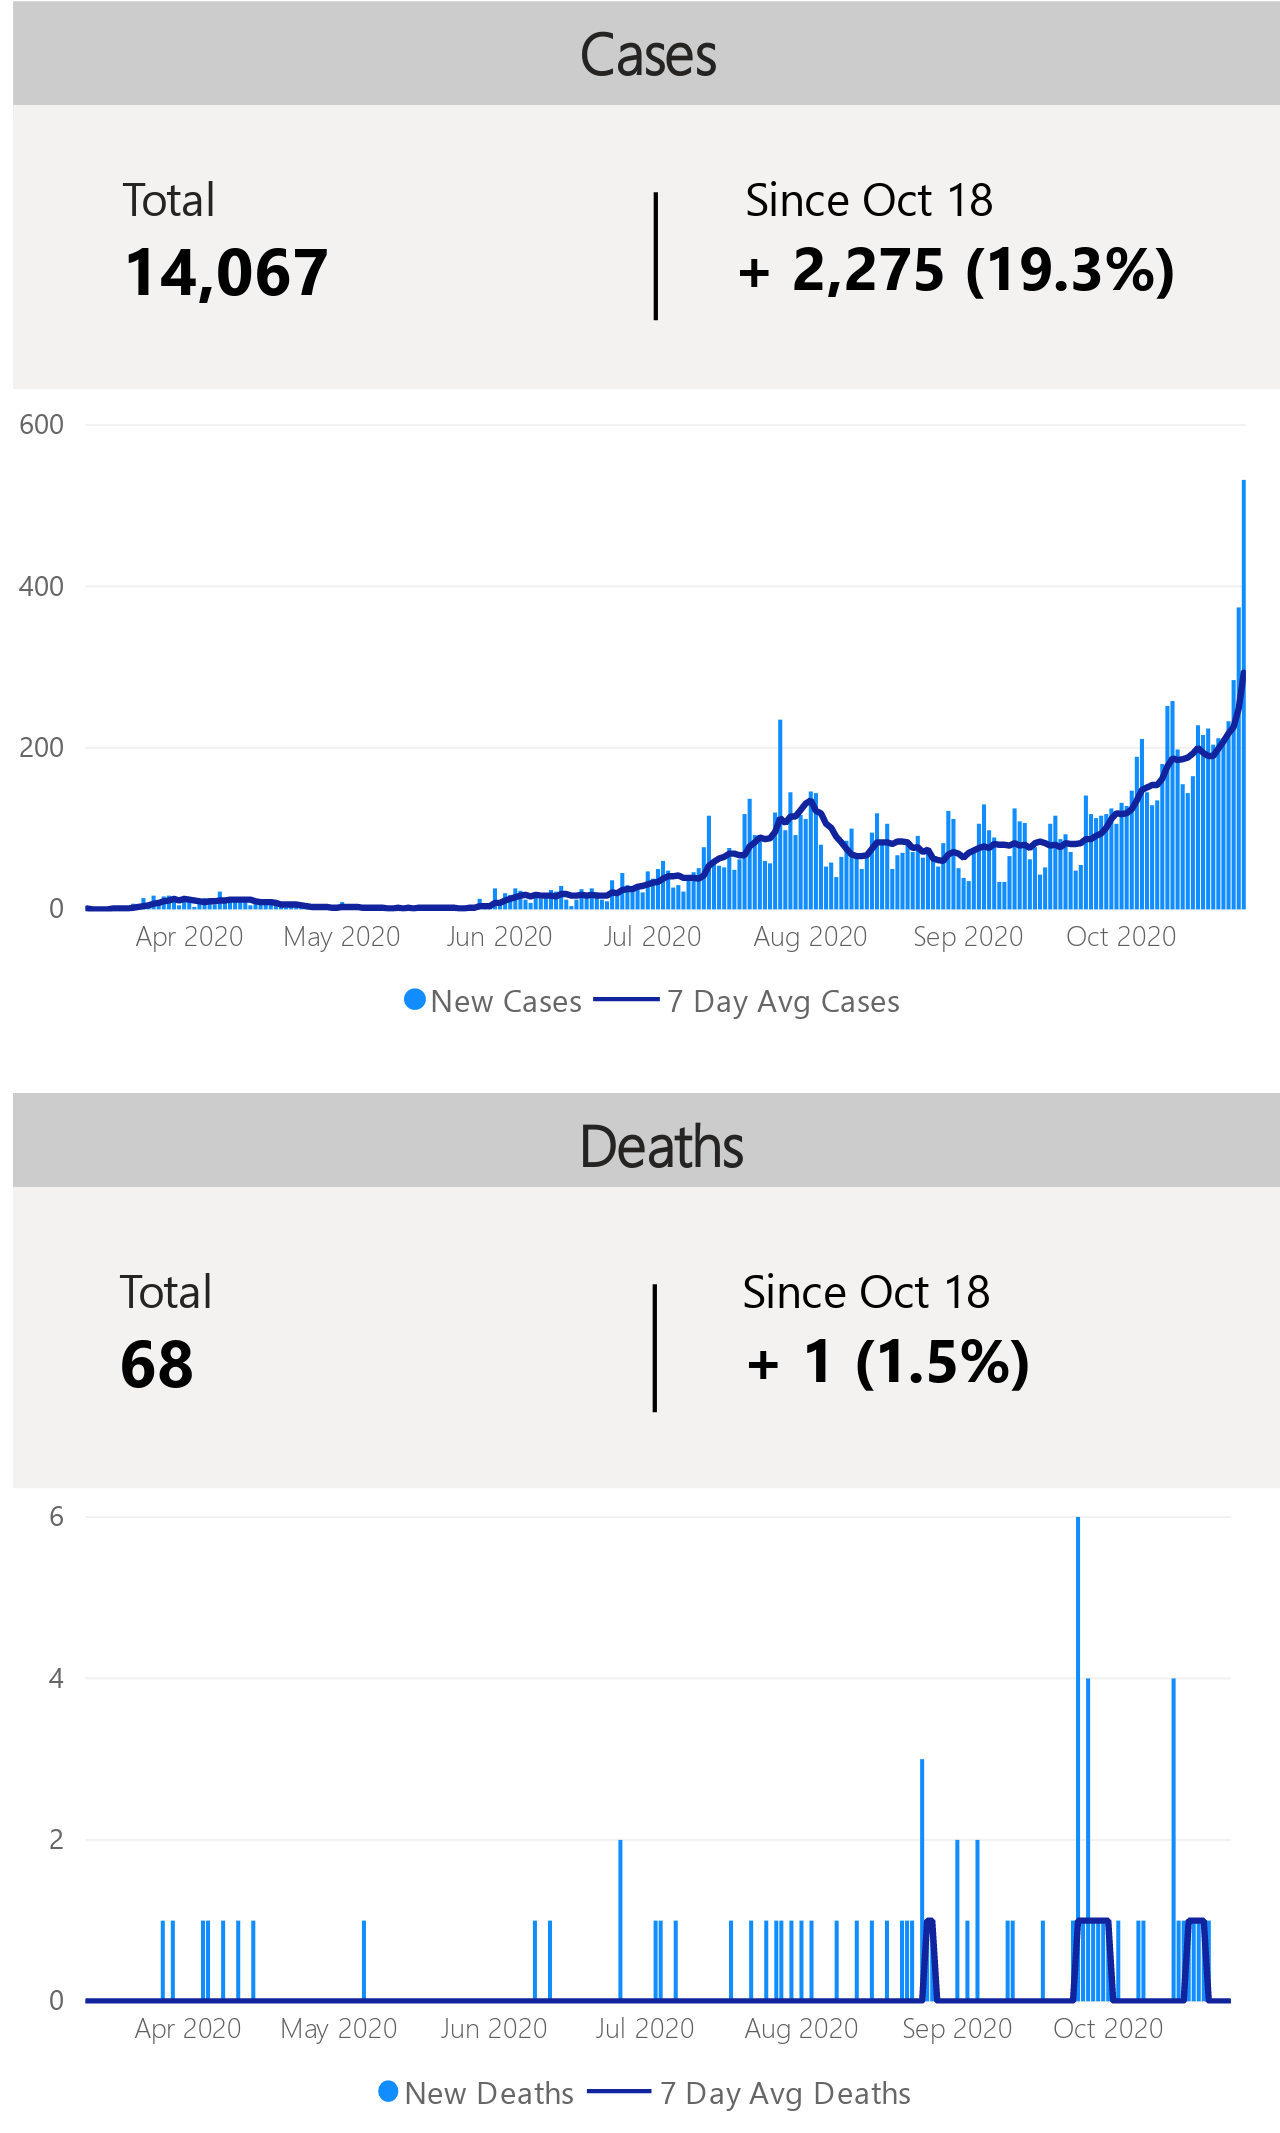 Cases
Total
Since Oct 18
14,067
+ 2,275 (19.3%)
600
400
200
0
Apr 2020 May 2020 Jun 2020 Jul 2020 Aug 2020 Sep 2020 Oct 2020
New Cases 7 Day Avg Cases
Deaths
Total
Since Oct 18
68
+ 1 (1.5%)
6
4
2
0
Apr 2020 May 2020 Jun 2020 Jul 2020 Aug 2020 Sep 2020 Oct 2020
New Deaths 7 Day Avg Deaths